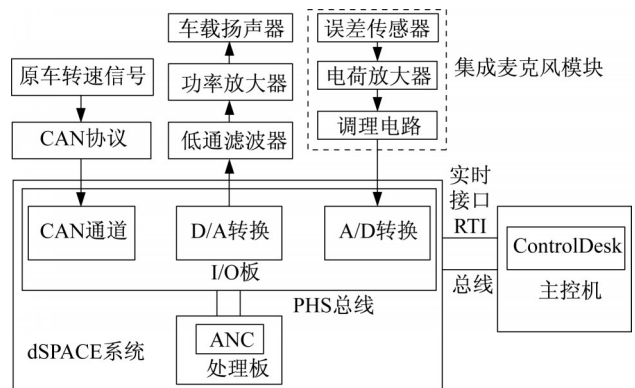 车载扬声器
误差传感器
原车转速信号
功率放大器
电荷放大器
集成麦克风模块
CAN协议
低通滤波器
调理电路
实时
接口
RTI
CAN通道
D/A转换
A/D转换
I/O板
ControlDesk
总线
主控机
PHS总线
dSPACE系统
ANC
处理板